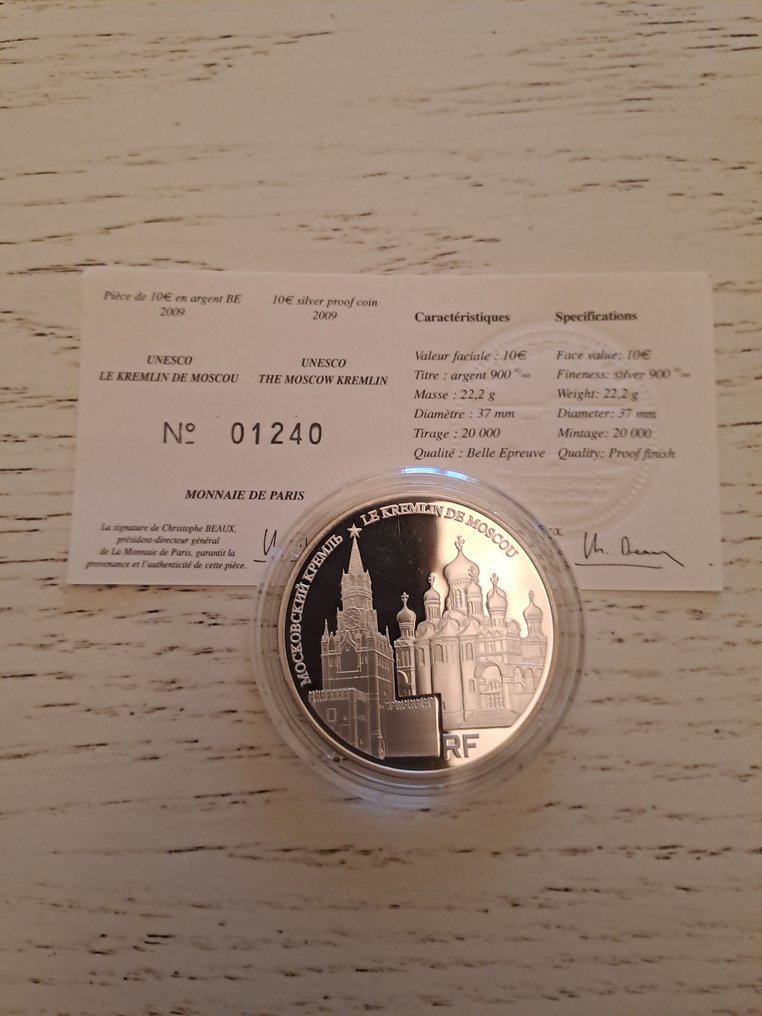 Pièce de 10€ en argent BE
2009
10€ silver proof coin
2009
UNESCO
LE KREMLIN DE MOSCOU
UNESCO
THE MOSCOW KREMLIN
Nº 01240
MONNAIE DE PARIS
La signature de Christophe BEAUX,
président-directeur général
de La Monnaie de Paris, garantit la
provenance et l'authenticité de cette pièce.
Caractéristiques
Valeur faciale : 10€
Titre : argent 900 °/₀₀
Masse : 22,2 g
Diamètre : 37 mm
Tirage : 20 000
Qualité : Belle Epreuve
Specifications
Face value: 10€
Fineness: silver 900 °/₀₀
Weight: 22,2 g
Diameter: 37 mm
Mintage: 20 000
Quality: Proof finish
МОСКОВСКИЙ КРЕМЛЬ
LE KREMLIN DE MOSCOU
RF